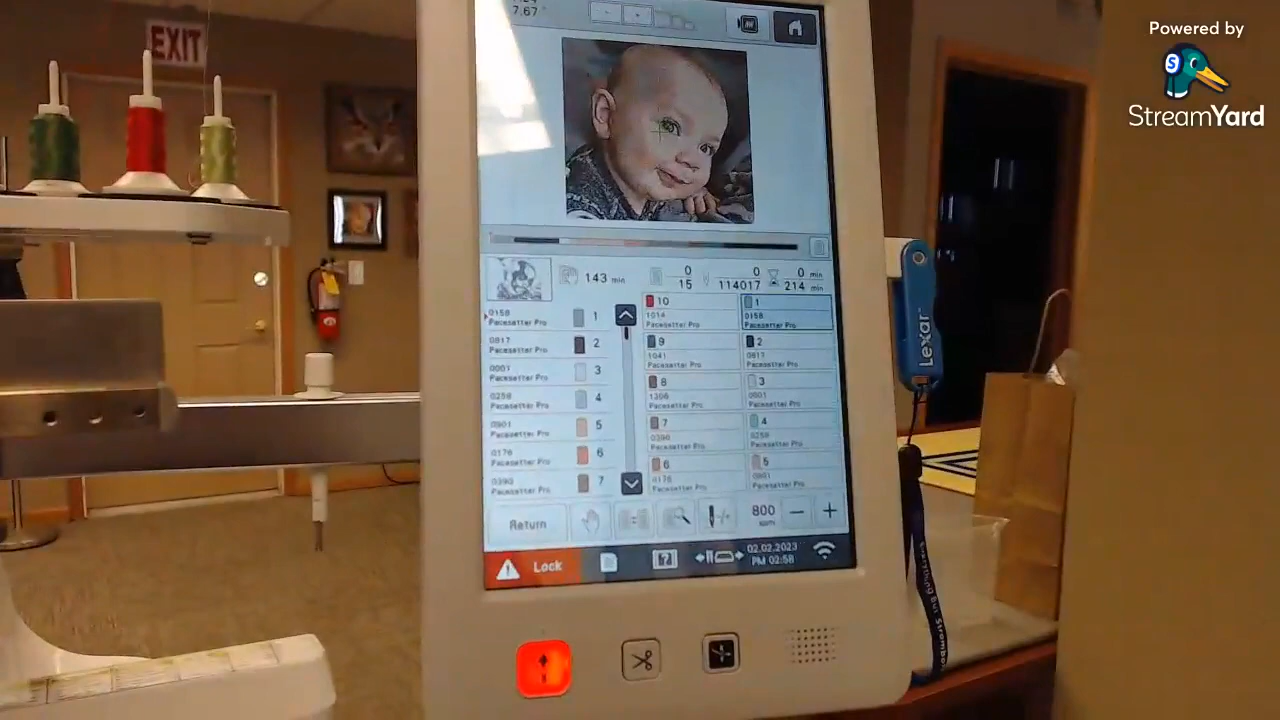 EXIT
Powered by
StreamYard
7.67"
143 min
0
15
0
114017
0 min
214 min
0158
Pacesetter Pro
1
0817
Pacesetter Pro
2
0001
Pacesetter Pro
3
0258
Pacesetter Pro
4
0901
Pacesetter Pro
5
0176
Pacesetter Pro
6
0390
Pacesetter Pro
7
10
1014
Pacesetter Pro
1
0158
Pacesetter Pro
9
1041
Pacesetter Pro
2
0817
Pacesetter Pro
8
Pacesetter Pro
3
0001
Pacesetter Pro
7
0390
Pacesetter Pro
4
0258
Pacesetter Pro
6
0176
Pacesetter Pro
5
0901
Pacesetter Pro
Return
800
spm
Lock
02.02.2023
PM 02:58
Lexar